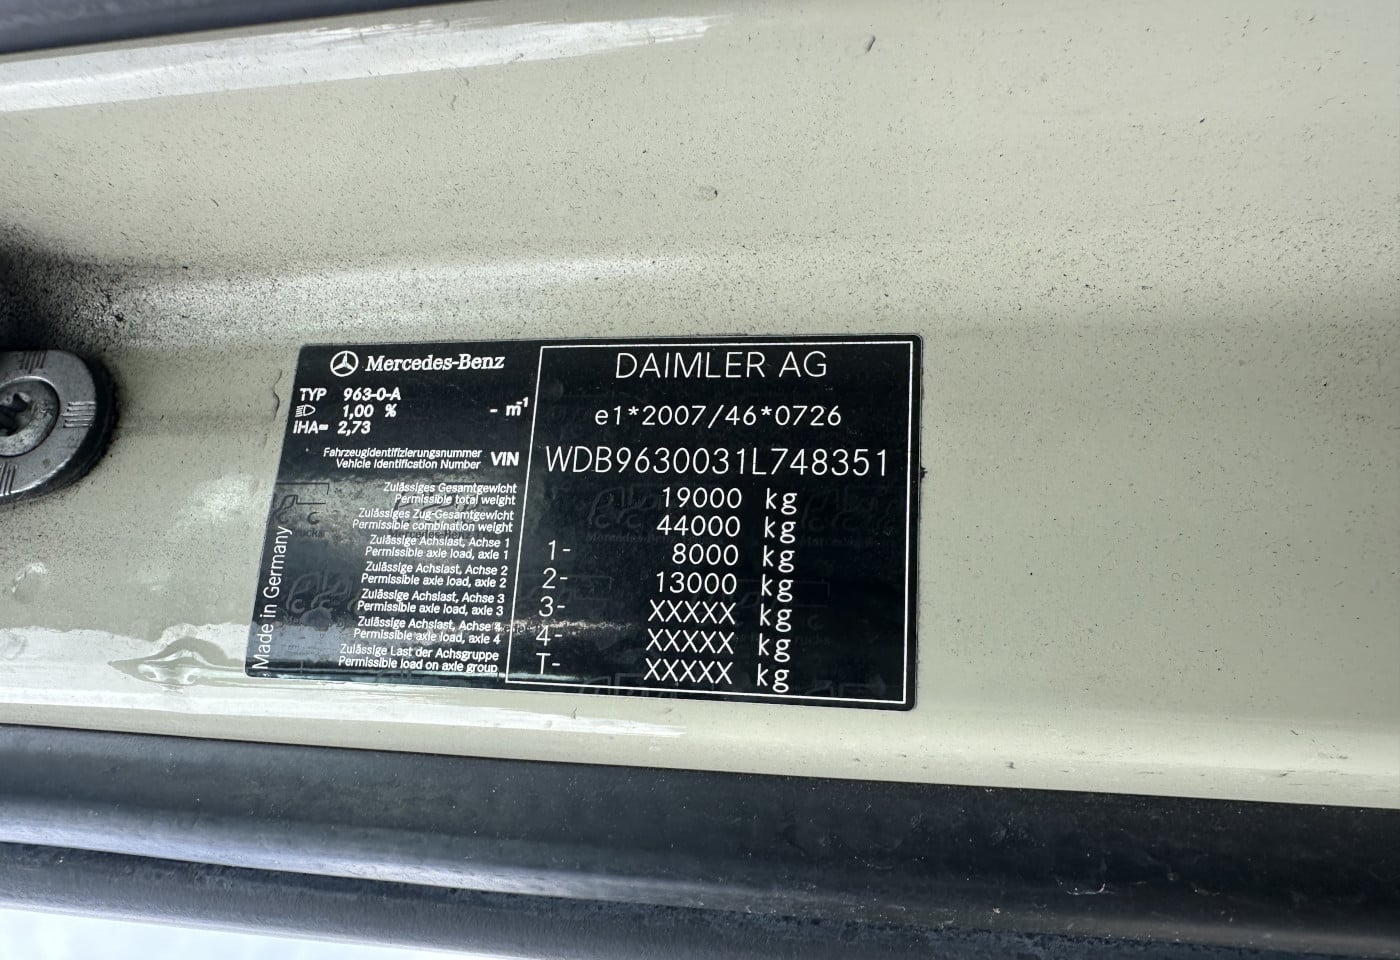 Mercedes-Benz
TYP 963-0-A
1,00 % - m-1
iHA= 2,73
Fahrzeugidentifizierungsnummer
Vehicle Identification Number VIN
Zulässiges Gesamtgewicht
Permissible total weight
Zulässiges Zug-Gesamtgewicht
Permissible combination weight
Zulässige Achslast, Achse 1
Permissible axle load, axle 1
Zulässige Achslast, Achse 2
Permissible axle load, axle 2
Zulässige Achslast, Achse 3
Permissible axle load, axle 3
Zulässige Achslast, Achse 4
Permissible axle load, axle 4
Zulässige Last der Achsgruppe
Permissible load on axle group
Made in Germany
DAIMLER AG
e1*2007/46*0726
WDB9630031L748351
19000 kg
44000 kg
1- 8000 kg
2- 13000 kg
3- XXXXX kg
4- XXXXX kg
T- XXXXX kg